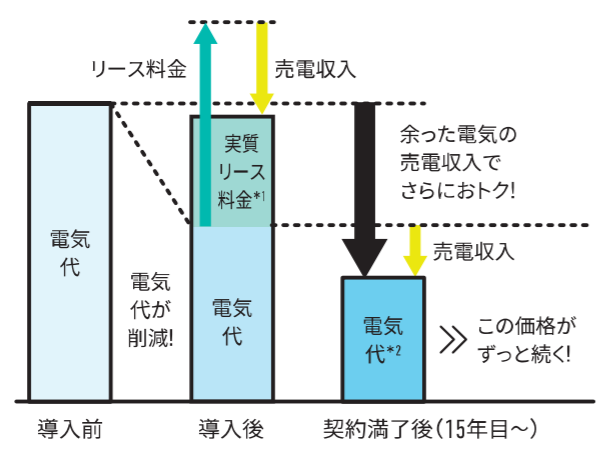 リース料金
売電収入
実質
リース
料金*1
余った電気の
売電収入で
さらにおトク!
電気
代
電気
代が
削減!
電気
代
売電収入
電気
代*2
この価格が
ずっと続く!
導入前
導入後
契約満了後(15年目〜)